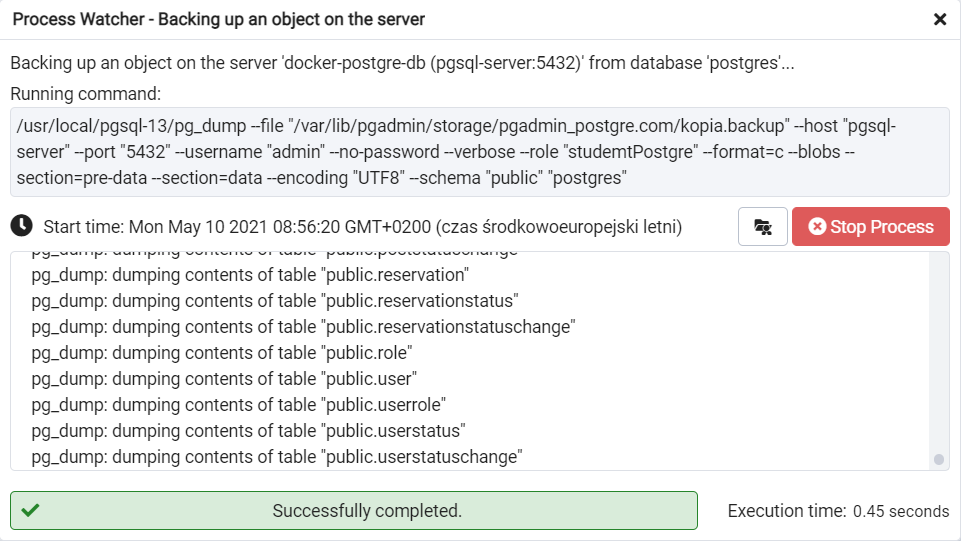 Process Watcher - Backing up an object on the server
Backing up an object on the server 'docker-postgre-db (pgsql-server:5432)' from database 'postgres'...
Running command:
/usr/local/pgsql-13/pg_dump --file "/var/lib/pgadmin/storage/pgadmin_postgre.com/kopia.backup" --host "pgsql-
server" --port "5432" --username "admin" --no-password --verbose --role "studemtPostgre" --format=c --blobs --
section=pre-data --section=data --encoding "UTF8" --schema "public" "postgres"
Start time: Mon May 10 2021 08:56:20 GMT+0200 (czas środkowoeuropejski letni)
Stop Process
pg_dump: dumping contents of table "public.poststatuschange"
pg_dump: dumping contents of table "public.reservation"
pg_dump: dumping contents of table "public.reservationstatus"
pg_dump: dumping contents of table "public.reservationstatuschange"
pg_dump: dumping contents of table "public.role"
pg_dump: dumping contents of table "public.user"
pg_dump: dumping contents of table "public.userrole"
pg_dump: dumping contents of table "public.userstatus"
pg_dump: dumping contents of table "public.userstatuschange"
Successfully completed.
Execution time: 0.45 seconds